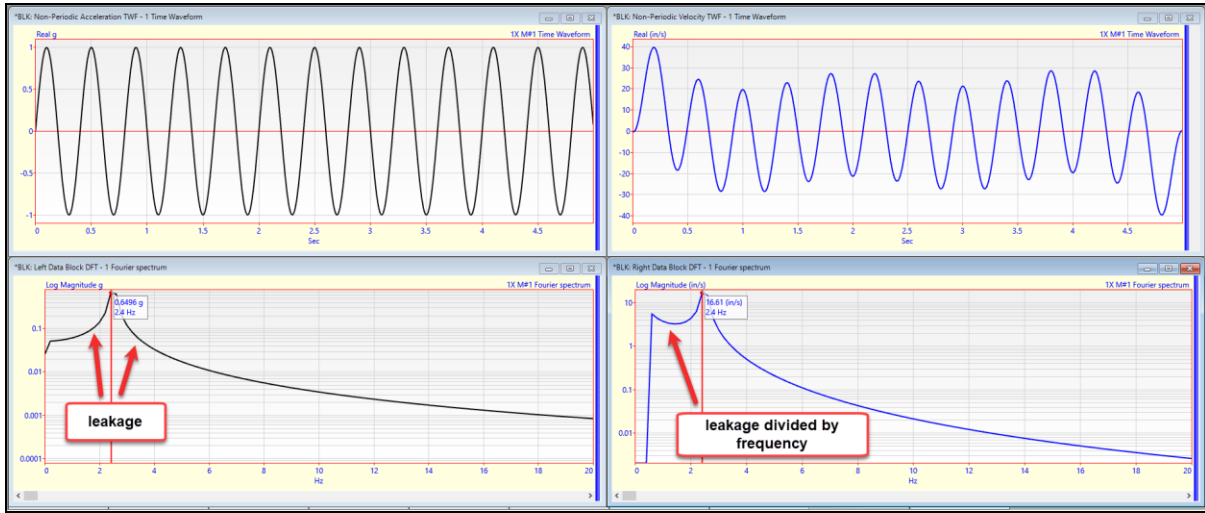 *BLK: Non-Periodic Acceleration TWF - 1 Time Waveform
Real g
1X M#1 Time Waveform
1
0.5
0
-0.5
-1
0 0.5 1 1.5 2 2.5 3 3.5 4 4.5
Sec
*BLK: Non-Periodic Velocity TWF - 1 Time Waveform
Real (in/s)
1X M#1 Time Waveform
40
30
20
10
0
-10
-20
-30
-40
0 0.5 1 1.5 2 2.5 3 3.5 4 4.5
Sec
*BLK: Left Data Block DFT - 1 Fourier spectrum
Log Magnitude g
1X M#1 Fourier spectrum
0.6496 g
2.4 Hz
0.1
0.01
0.001
0.0001
leakage
0 2 4 6 8 10 12 14 16 18 20
Hz
*BLK: Right Data Block DFT - 1 Fourier spectrum
Log Magnitude (in/s)
1X M#1 Fourier spectrum
16.61 (in/s)
2.4 Hz
10
1
0.1
0.01
leakage divided by
frequency
0 2 4 6 8 10 12 14 16 18 20
Hz